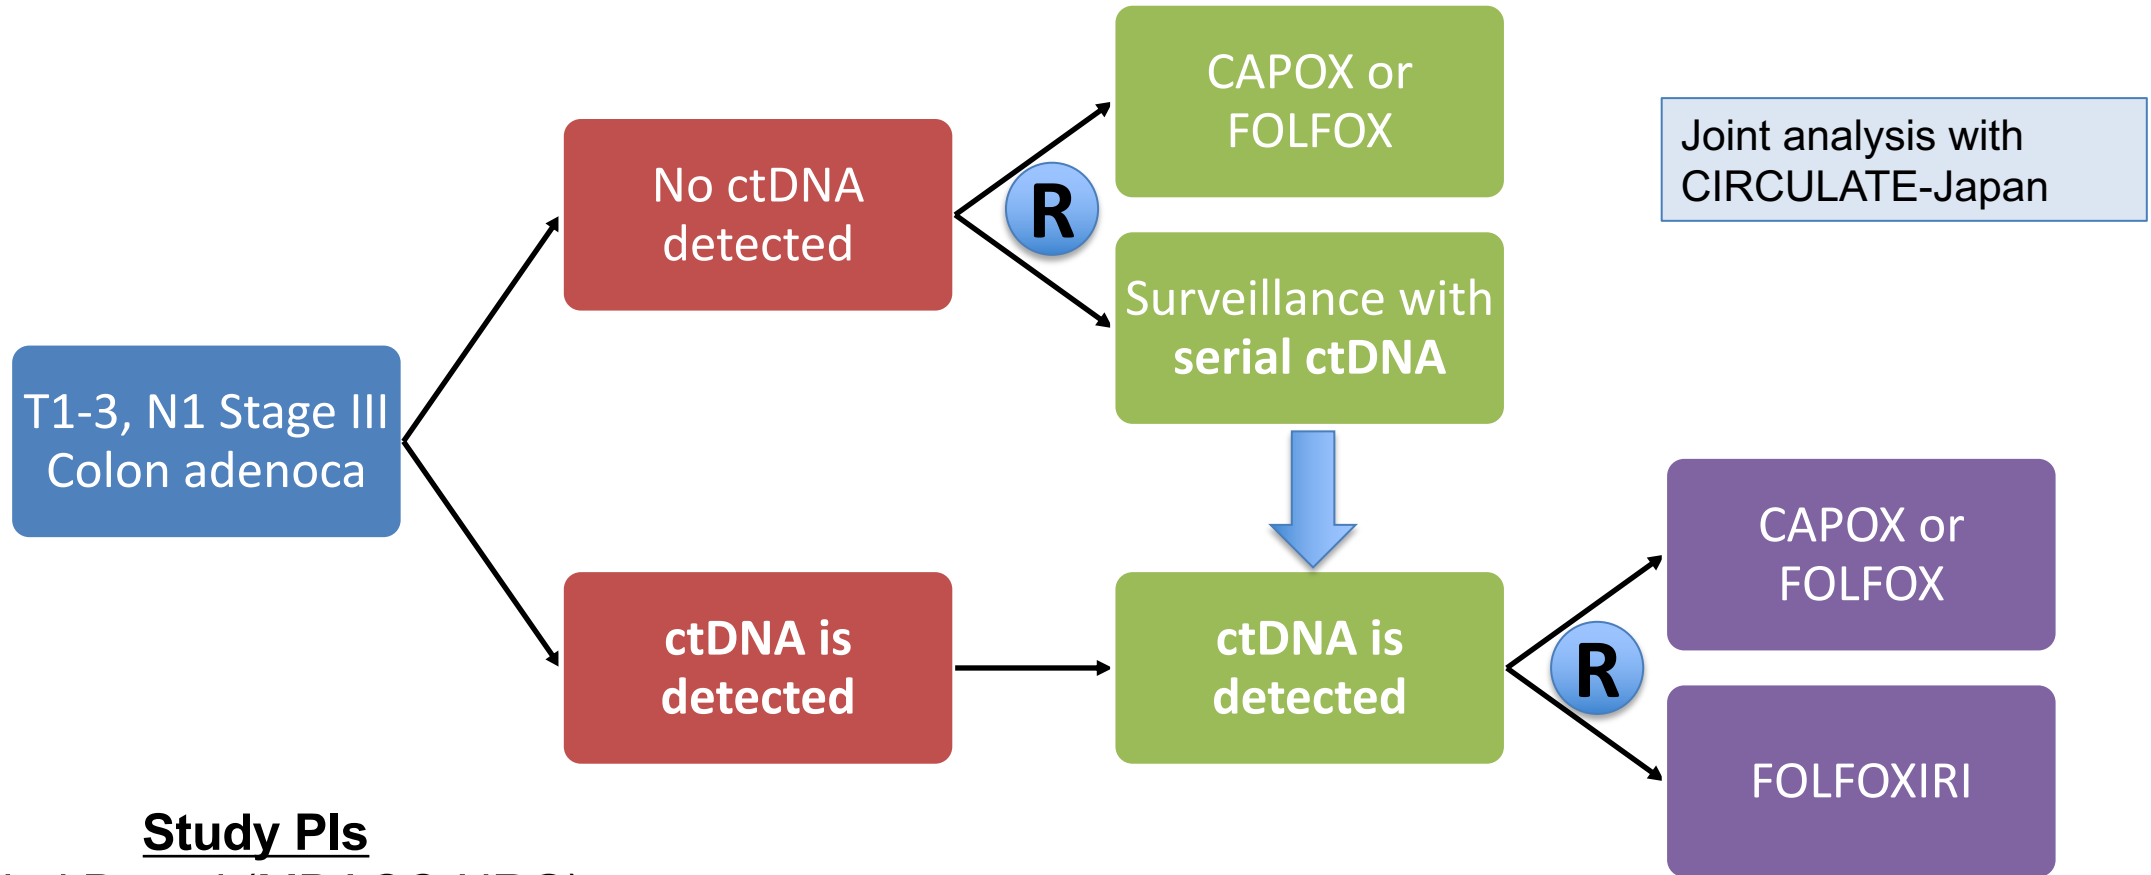 CAPOX or
FOLFOX
No ctDNA
detected
R
Joint analysis with
CIRCULATE-Japan
Surveillance with
serial ctDNA
T1-3, N1 Stage III
Colon adenoca
ctDNA is
detected
ctDNA is
detected
R
CAPOX or
FOLFOX
FOLFOXIRI
Study PIs